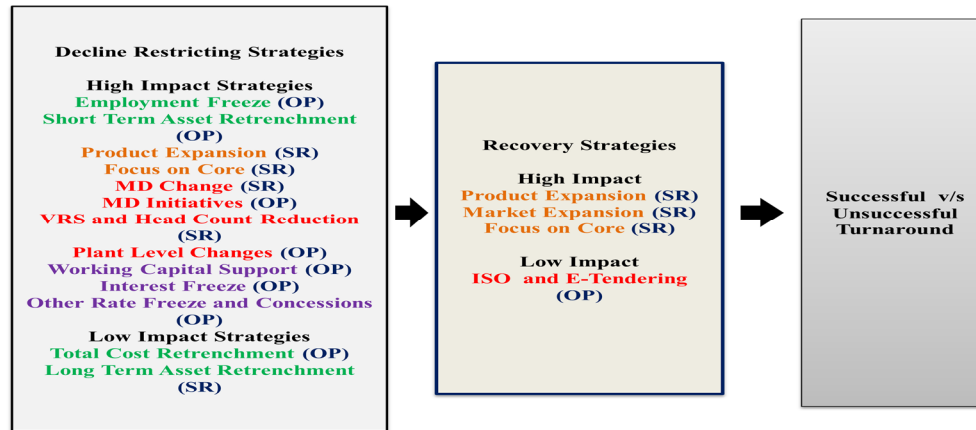 Decline Restricting Strategies
High Impact Strategies
Employment Freeze (OP)
Short Term Asset Retrenchment
(OP)
Product Expansion (SR)
Focus on Core (SR)
MD Change (SR)
MD Initiatives (OP)
VRS and Head Count Reduction
(SR)
Plant Level Changes (OP)
Working Capital Support (OP)
Interest Freeze (OP)
Other Rate Freeze and Concessions
(OP)
Low Impact Strategies
Total Cost Retrenchment (OP)
Long Term Asset Retrenchment
(SR)
Recovery Strategies
High Impact
Product Expansion (SR)
Market Expansion (SR)
Focus on Core (SR)
Low Impact
ISO and E-Tendering
(OP)
Successful v/s
Unsuccessful
Turnaround